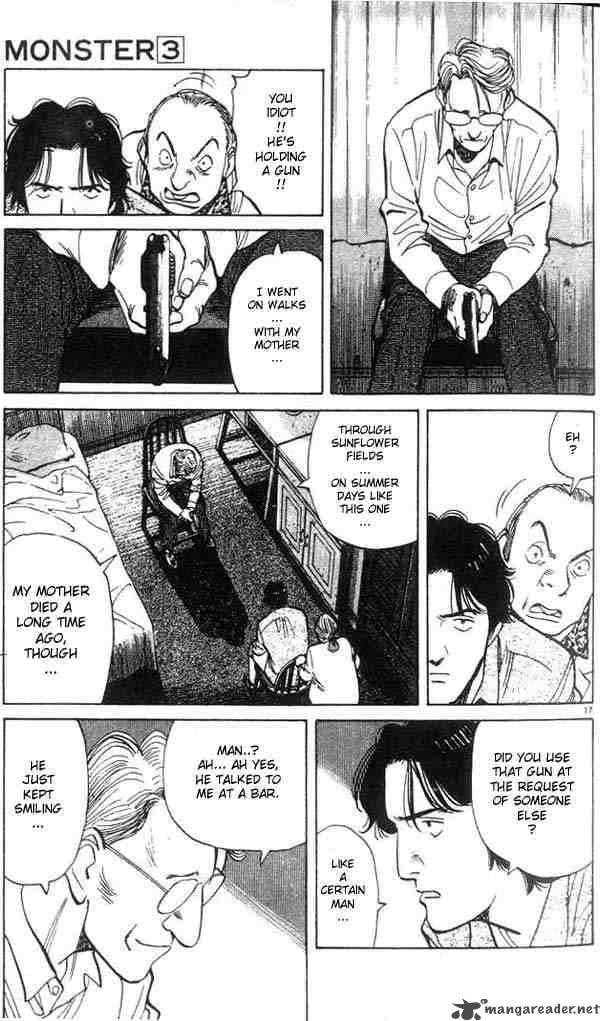 MONSTER 3
YOU
IDIOT
!!
HE'S
HOLDING
A GUN
!!
I WENT
ON WALKS
...
WITH MY
MOTHER
...
THROUGH
SUNFLOWER
FIELDS
...
ON SUMMER
DAYS LIKE
THIS ONE
...
MY MOTHER
DIED A
LONG TIME
AGO,
THOUGH
...
EH
?
17
DID YOU USE
THAT GUN AT
THE REQUEST
OF SOMEONE
ELSE
?
LIKE
A
CERTAIN
MAN
...
MAN..?
AH... AH YES,
HE TALKED TO
ME AT A BAR.
HE
JUST
KEPT
SMILING
...
mangareader.net